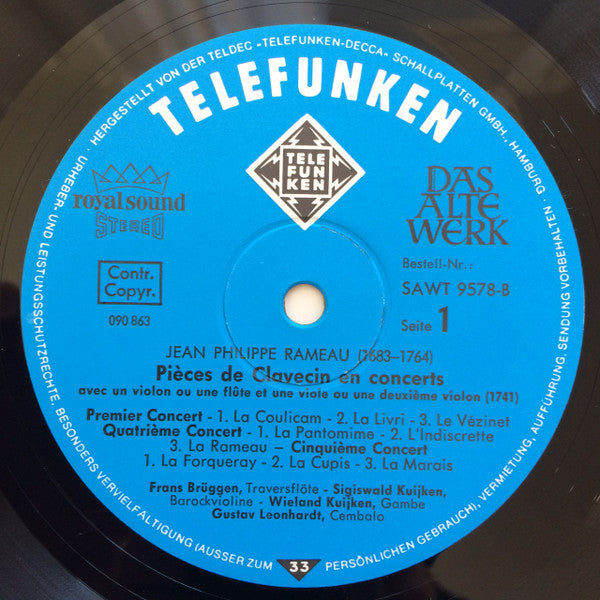 · HERGESTELLT VON DER TELDEC »TELEFUNKEN-DECCA« SCHALLPLATTEN GMBH., HAMBURG ·
TELEFUNKEN
TELE
FUN
KEN
royal sound
STEREO
DAS
ALTE
WERK
Contr.
Copyr.
090 863
Bestell-Nr.:
SAWT 9578-B
Seite 1
JEAN PHILIPPE RAMEAU (1683–1764)
Pièces de Clavecin en concerts
avec un violon ou une flûte et une viole ou une deuxième violon (1741)
Premier Concert - 1. La Coulicam - 2. La Livri - 3. Le Vézinet
Quatrième Concert - 1. La Pantomime - 2. L'Indiscrette
3. La Rameau – Cinquième Concert
1. La Forqueray - 2. La Cupis - 3. La Marais
Frans Brüggen, Traversflöte - Sigiswald Kuijken,
Barockvioline - Wieland Kuijken, Gambe
Gustav Leonhardt, Cembalo
URHEBER- UND LEISTUNGSSCHUTZRECHTE, BESONDERS VERVIELFALTIGUNG (AUSSER ZUM PERSÖNLICHEN GEBRAUCH), VERMIETUNG, AUFFÜHRUNG, SENDUNG VORBEHALTEN
33